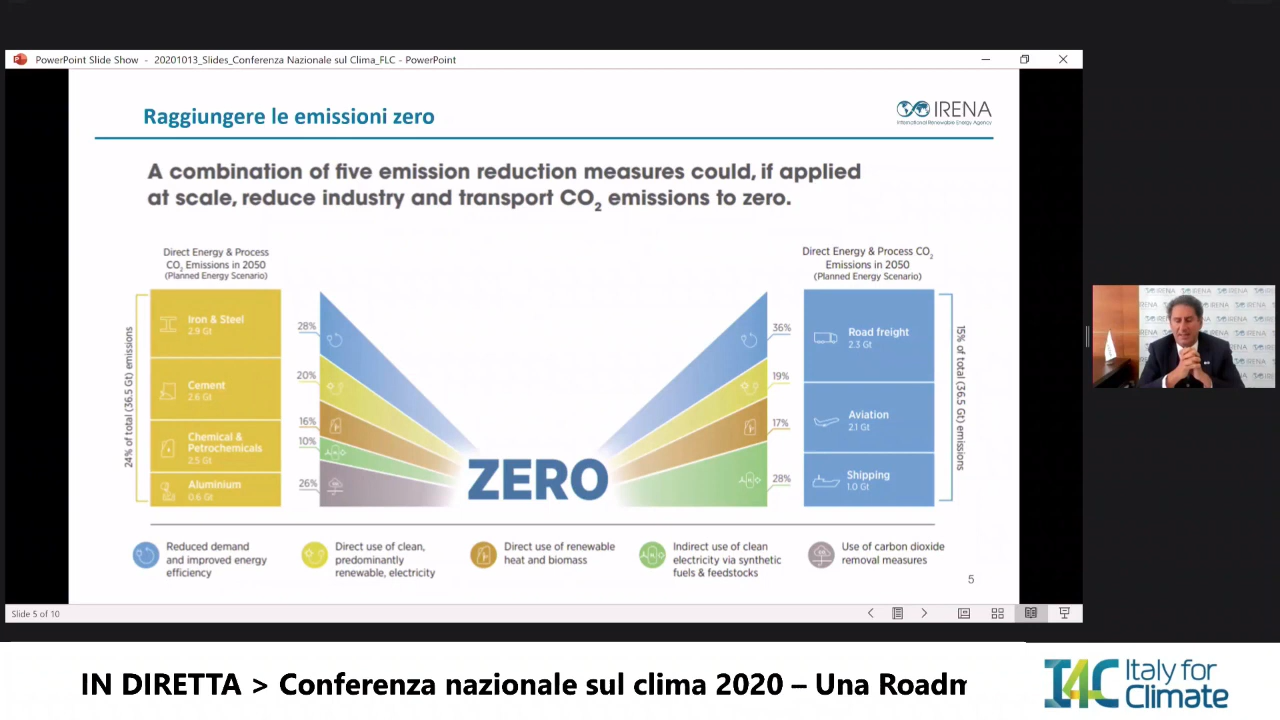 PowerPoint Slide Show - 20201013_Slides_Conferenza Nazionale sul Clima_FLC - PowerPoint
Raggiungere le emissioni zero
IRENA
International Renewable Energy Agency
A combination of five emission reduction measures could, if applied
at scale, reduce industry and transport CO2 emissions to zero.
Direct Energy & Process
CO2 Emissions in 2050
(Planned Energy Scenario)
24% of total (36.5 Gt) emissions
Iron & Steel
2.9 Gt
Cement
2.6 Gt
Chemical &
Petrochemicals
2.5 Gt
Aluminium
0.6 Gt
28%
20%
16%
10%
26%
ZERO
36%
19%
17%
28%
Direct Energy & Process CO2
Emissions in 2050
(Planned Energy Scenario)
Road freight
2.3 Gt
Aviation
2.1 Gt
Shipping
1.0 Gt
15% of total (36.5 Gt) emissions
Reduced demand
and improved energy
efficiency
Direct use of clean,
predominantly
renewable, electricity
Direct use of renewable
heat and biomass
Indirect use of clean
electricity via synthetic
fuels & feedstocks
Use of carbon dioxide
removal measures
5
Slide 5 of 10
IRENA
IN DIRETTA > Conferenza nazionale sul clima 2020 – Una Roadm
I4C Italy for
Climate